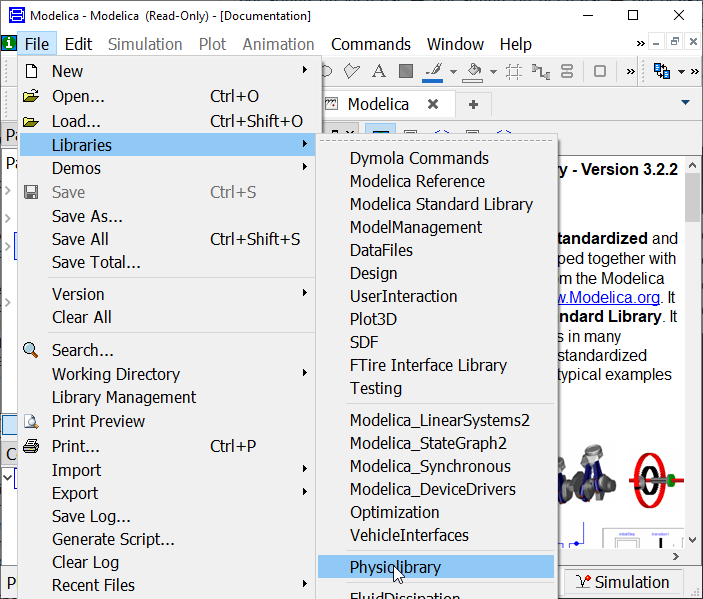 Modelica - Modelica (Read-Only) - [Documentation]
File Edit Simulation Plot Animation Commands Window Help
New
Open... Ctrl+O
Load... Ctrl+Shift+O
Libraries
Demos
Save Ctrl+S
Save As...
Save All Ctrl+Shift+S
Save Total...
Version
Clear All
Search...
Working Directory
Library Management
Print Preview
Print... Ctrl+P
Import
Export
Save Log...
Generate Script...
Clear Log
Recent Files
Modelica
Dymola Commands
Modelica Reference
Modelica Standard Library
ModelManagement
DataFiles
Design
UserInteraction
Plot3D
SDF
FTire Interface Library
Testing
Modelica_LinearSystems2
Modelica_StateGraph2
Modelica_Synchronous
Modelica_DeviceDrivers
Optimization
VehicleInterfaces
Physiolibrary
FluidDissipation
- Version 3.2.2
tandardized and
ped together with
m the Modelica
w.Modelica.org. It
ndard Library. It
s in many
standardized
typical examples
Simulation